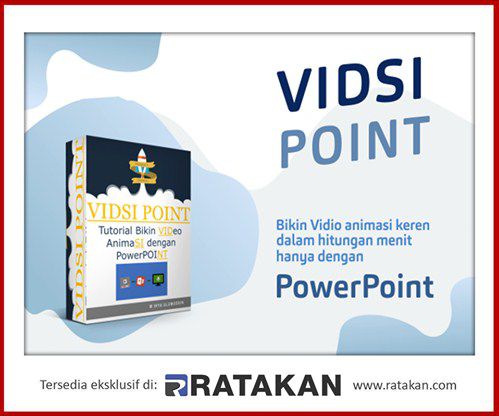 VIDSI
POINT
Bikin Vidio animasi keren
dalam hitungan menit
hanya dengan
PowerPoint
VIDSI POINT
VIDSI POINT
Tutorial Bikin VIDeo
AnimaSI dengan
PowerPOINT
Tersedia eksklusif di: RATAKAN www.ratakan.com